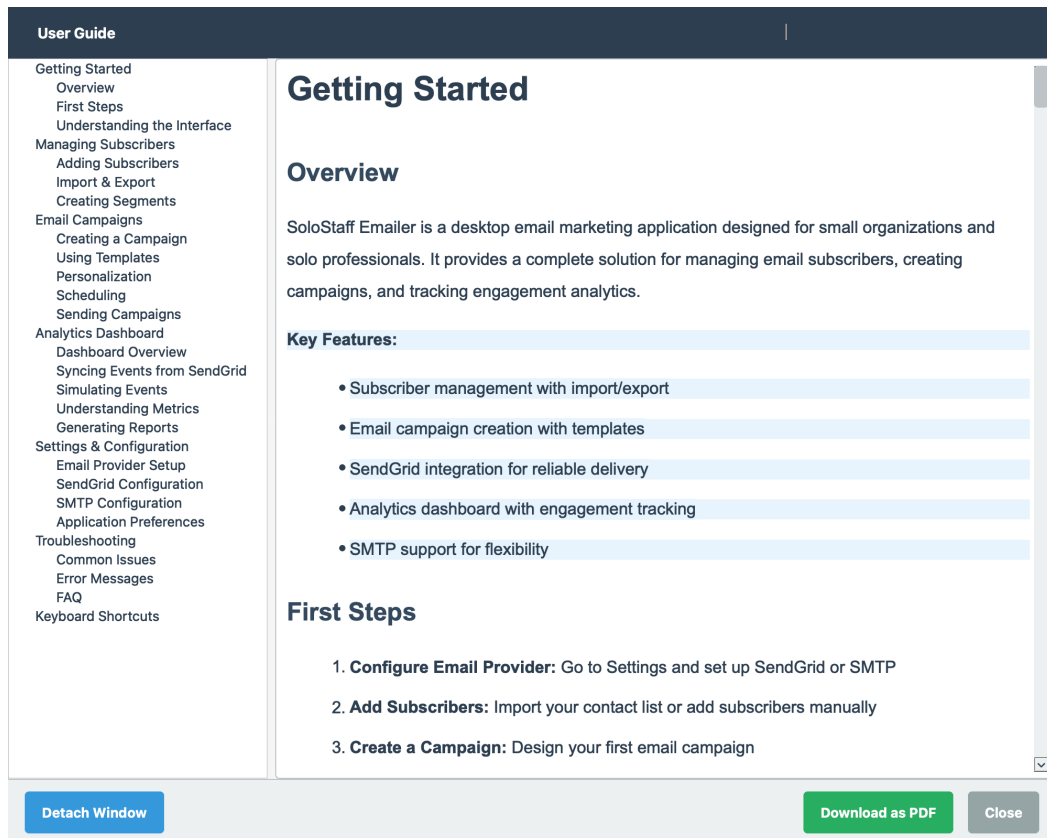 User Guide
Getting Started
Overview
First Steps
Understanding the Interface
Managing Subscribers
Adding Subscribers
Import & Export
Creating Segments
Email Campaigns
Creating a Campaign
Using Templates
Personalization
Scheduling
Sending Campaigns
Analytics Dashboard
Dashboard Overview
Syncing Events from SendGrid
Simulating Events
Understanding Metrics
Generating Reports
Settings & Configuration
Email Provider Setup
SendGrid Configuration
SMTP Configuration
Application Preferences
Troubleshooting
Common Issues
Error Messages
FAQ
Keyboard Shortcuts
Getting Started
Overview
SoloStaff Emailer is a desktop email marketing application designed for small organizations and
solo professionals. It provides a complete solution for managing email subscribers, creating
campaigns, and tracking engagement analytics.
Key Features:
• Subscriber management with import/export
• Email campaign creation with templates
• SendGrid integration for reliable delivery
• Analytics dashboard with engagement tracking
• SMTP support for flexibility
First Steps
1. Configure Email Provider: Go to Settings and set up SendGrid or SMTP
2. Add Subscribers: Import your contact list or add subscribers manually
3. Create a Campaign: Design your first email campaign
Detach Window
Download as PDF
Close